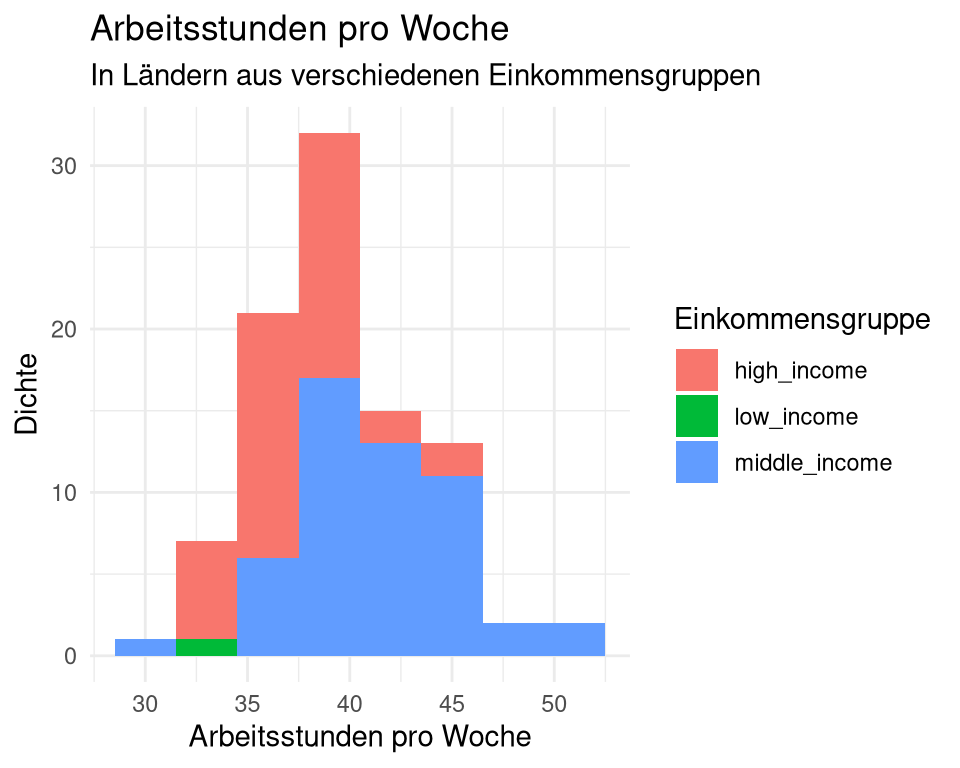 Arbeitsstunden pro Woche
In Ländern aus verschiedenen Einkommensgruppen
Dichte
30
20
10
0
30 35 40 45 50
Arbeitsstunden pro Woche
Einkommensgruppe
high_income
low_income
middle_income